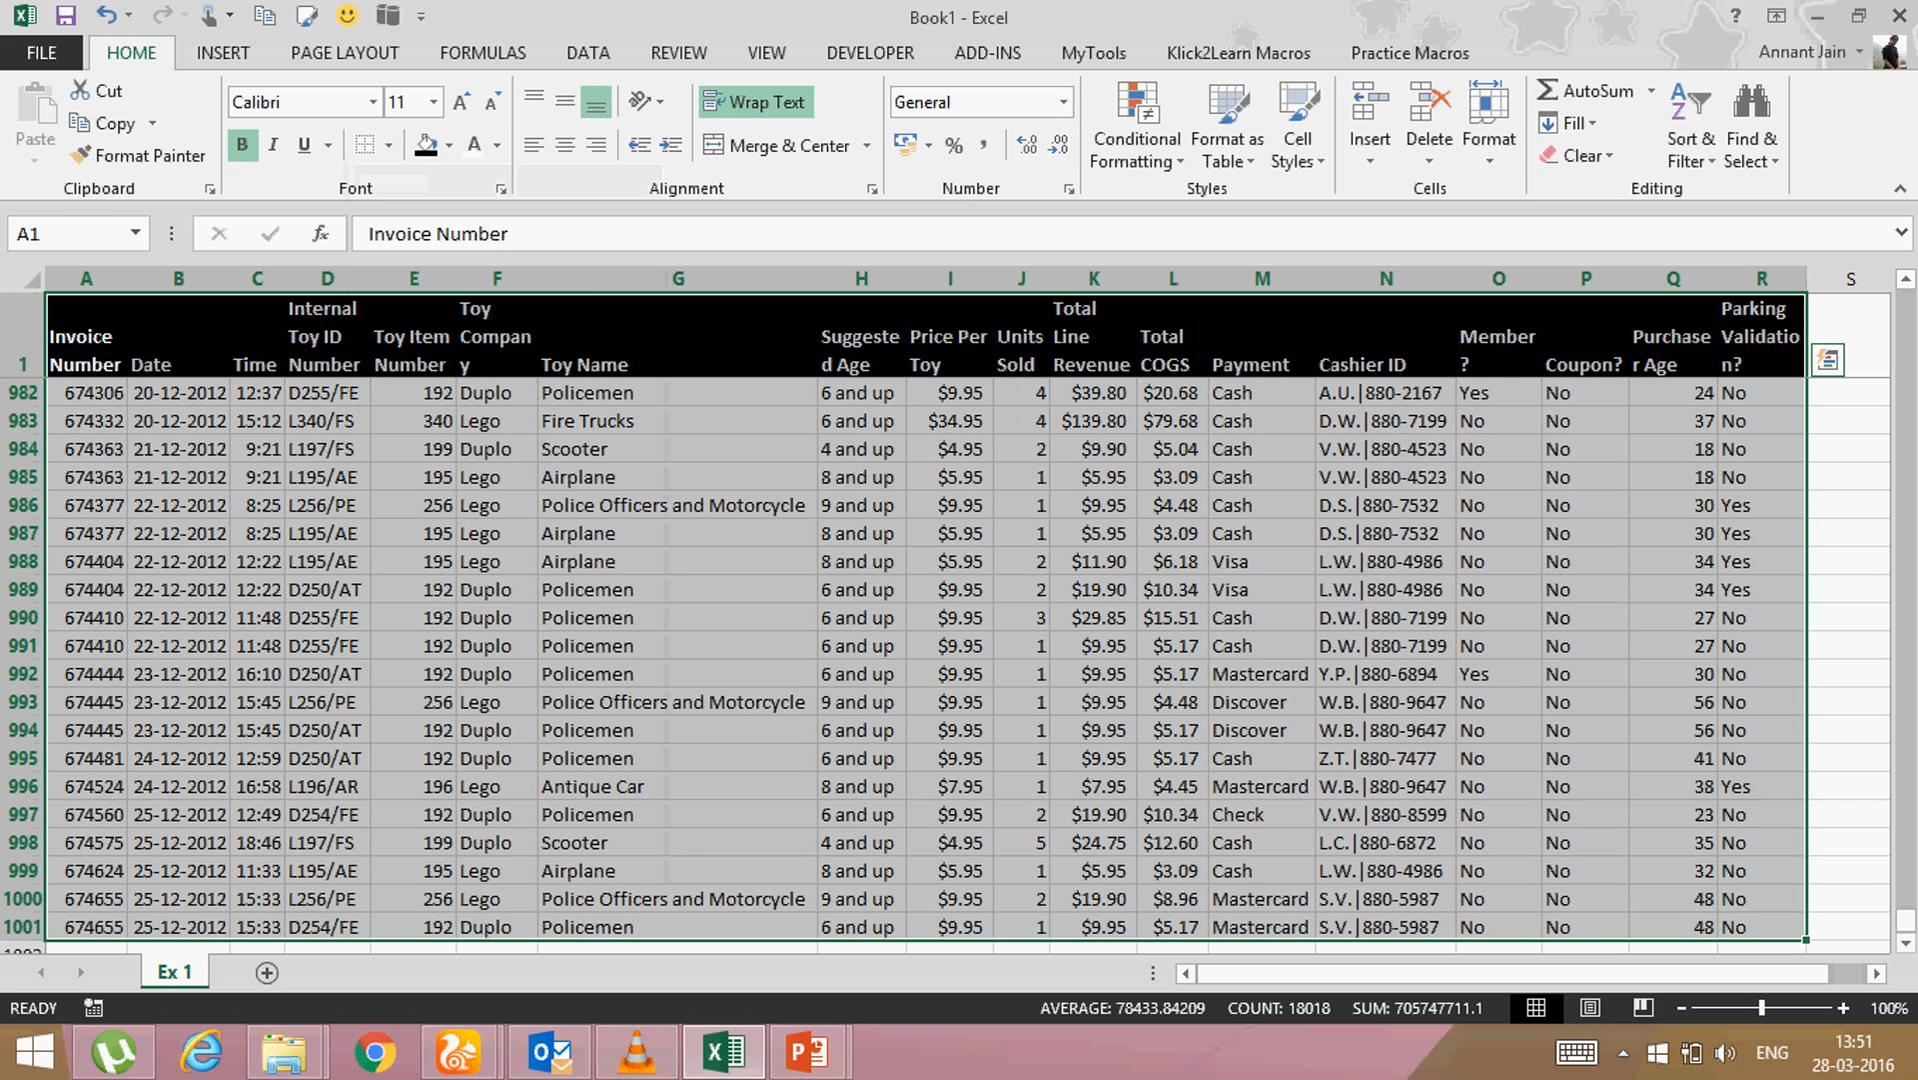 Book1 - Excel
?
FILE HOME INSERT PAGE LAYOUT FORMULAS DATA REVIEW VIEW DEVELOPER ADD-INS MyTools Klick2Learn Macros Practice Macros Annant Jain
Paste
Cut
Copy
Format Painter
Clipboard
Calibri 11
B I U
Font
Wrap Text
Merge & Center
Alignment
General
%
Number
Conditional Formatting
Format as Table
Cell Styles
Styles
Insert Delete Format
Cells
AutoSum
Fill
Clear
Sort & Filter
Find & Select
Editing
A1 fx Invoice Number
A B C D E F G H I J K L M N O P Q R S
1 Invoice Number Date Time Internal Toy ID Number Toy Item Number Toy Company Toy Name Suggested Age Price Per Toy Units Sold Total Line Revenue Total COGS Payment Cashier ID Member? Coupon? Purchaser Age Parking Validation?
982 674306 20-12-2012 12:37 D255/FE 192 Duplo Policemen 6 and up $9.95 4 $39.80 $20.68 Cash A.U.|880-2167 Yes No 24 No
983 674332 20-12-2012 15:12 L340/FS 340 Lego Fire Trucks 6 and up $34.95 4 $139.80 $79.68 Cash D.W.|880-7199 No No 37 No
984 674363 21-12-2012 9:21 L197/FS 199 Duplo Scooter 4 and up $4.95 2 $9.90 $5.04 Cash V.W.|880-4523 No No 18 No
985 674363 21-12-2012 9:21 L195/AE 195 Lego Airplane 8 and up $5.95 1 $5.95 $3.09 Cash V.W.|880-4523 No No 18 No
986 674377 22-12-2012 8:25 L256/PE 256 Lego Police Officers and Motorcycle 9 and up $9.95 1 $9.95 $4.48 Cash D.S.|880-7532 No No 30 Yes
987 674377 22-12-2012 8:25 L195/AE 195 Lego Airplane 8 and up $5.95 1 $5.95 $3.09 Cash D.S.|880-7532 No No 30 Yes
988 674404 22-12-2012 12:22 L195/AE 195 Lego Airplane 8 and up $5.95 2 $11.90 $6.18 Visa L.W.|880-4986 No No 34 Yes
989 674404 22-12-2012 12:22 D250/AT 192 Duplo Policemen 6 and up $9.95 2 $19.90 $10.34 Visa L.W.|880-4986 No No 34 Yes
990 674410 22-12-2012 11:48 D255/FE 192 Duplo Policemen 6 and up $9.95 3 $29.85 $15.51 Cash D.W.|880-7199 No No 27 No
991 674410 22-12-2012 11:48 D255/FE 192 Duplo Policemen 6 and up $9.95 1 $9.95 $5.17 Cash D.W.|880-7199 No No 27 No
992 674444 23-12-2012 16:10 D250/AT 192 Duplo Policemen 6 and up $9.95 1 $9.95 $5.17 Mastercard Y.P.|880-6894 Yes No 30 No
993 674445 23-12-2012 15:45 L256/PE 256 Lego Police Officers and Motorcycle 9 and up $9.95 1 $9.95 $4.48 Discover W.B.|880-9647 No No 56 No
994 674445 23-12-2012 15:45 D250/AT 192 Duplo Policemen 6 and up $9.95 1 $9.95 $5.17 Discover W.B.|880-9647 No No 56 No
995 674481 24-12-2012 12:59 D250/AT 192 Duplo Policemen 6 and up $9.95 1 $9.95 $5.17 Cash Z.T.|880-7477 No No 41 No
996 674524 24-12-2012 16:58 L196/AR 196 Lego Antique Car 8 and up $7.95 1 $7.95 $4.45 Mastercard W.B.|880-9647 No No 38 Yes
997 674560 25-12-2012 12:49 D254/FE 192 Duplo Policemen 6 and up $9.95 2 $19.90 $10.34 Check V.W.|880-8599 No No 23 No
998 674575 25-12-2012 18:46 L197/FS 199 Duplo Scooter 4 and up $4.95 5 $24.75 $12.60 Cash L.C.|880-6872 No No 35 No
999 674624 25-12-2012 11:33 L195/AE 195 Lego Airplane 8 and up $5.95 1 $5.95 $3.09 Cash L.W.|880-4986 No No 32 No
1000 674655 25-12-2012 15:33 L256/PE 256 Lego Police Officers and Motorcycle 9 and up $9.95 2 $19.90 $8.96 Mastercard S.V.|880-5987 No No 48 No
1001 674655 25-12-2012 15:33 D254/FE 192 Duplo Policemen 6 and up $9.95 1 $9.95 $5.17 Mastercard S.V.|880-5987 No No 48 No
Ex 1
READY AVERAGE: 78433.84209 COUNT: 18018 SUM: 705747711.1 100%
ENG 13:51
28-03-2016